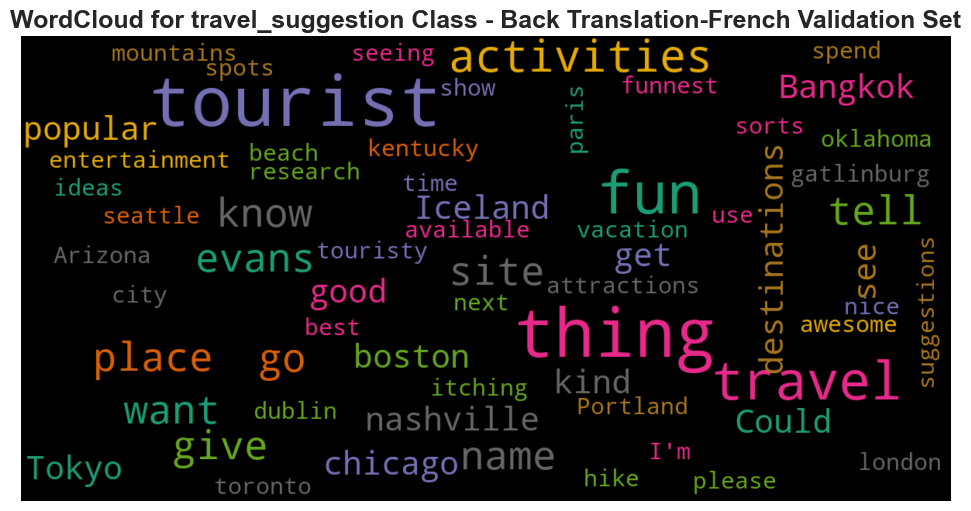 WordCloud for travel_suggestion Class - Back Translation-French Validation Set
mountains
seeing
activities
spend
spots
tourist
show
funnest
Bangkok
popular
paris
sorts
oklahoma
entertainment
beach
kentucky
research
ideas
time
fun
destinations
gatlinburg
seattle
know
Iceland
use
tell
available
vacation
Arizona
evans
touristy
get
see
suggestions
site
attractions
city
good
next
nice
best
thing
awesome
place
go
boston
itching
kind
travel
want
dublin
nashville
Portland
Could
give
Tokyo
chicago
name
I'm
london
toronto
hike
please